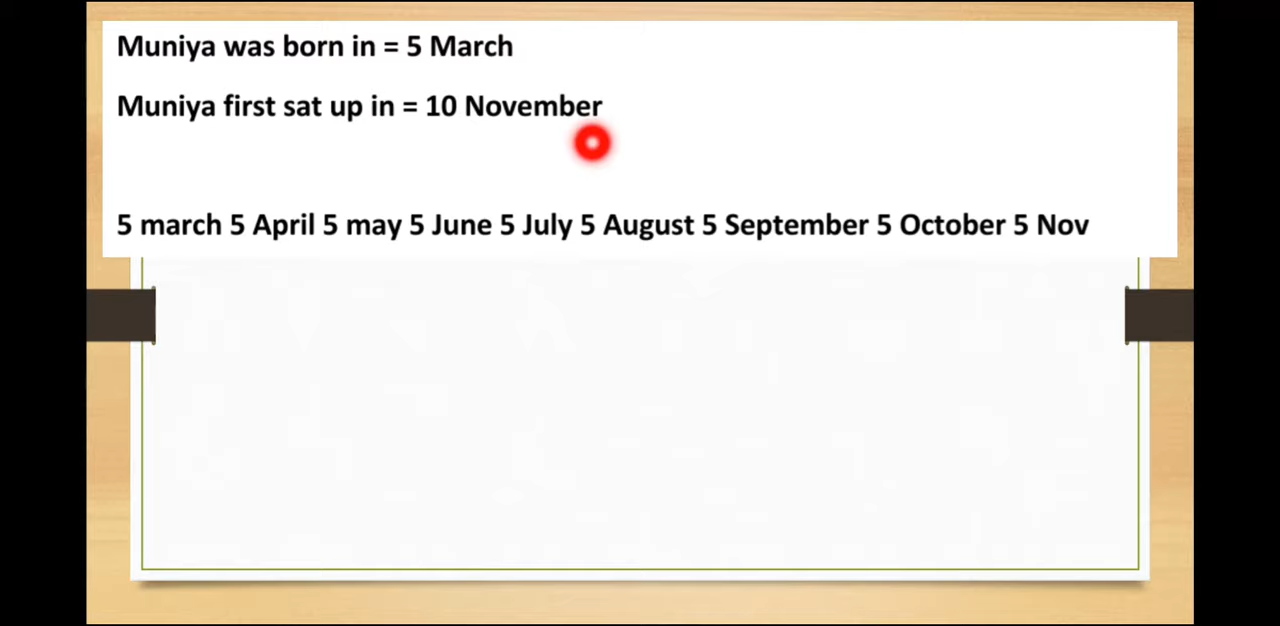 Muniya was born in = 5 March
Muniya first sat up in = 10 November
5 march 5 April 5 may 5 June 5 July 5 August 5 September 5 October 5 Nov